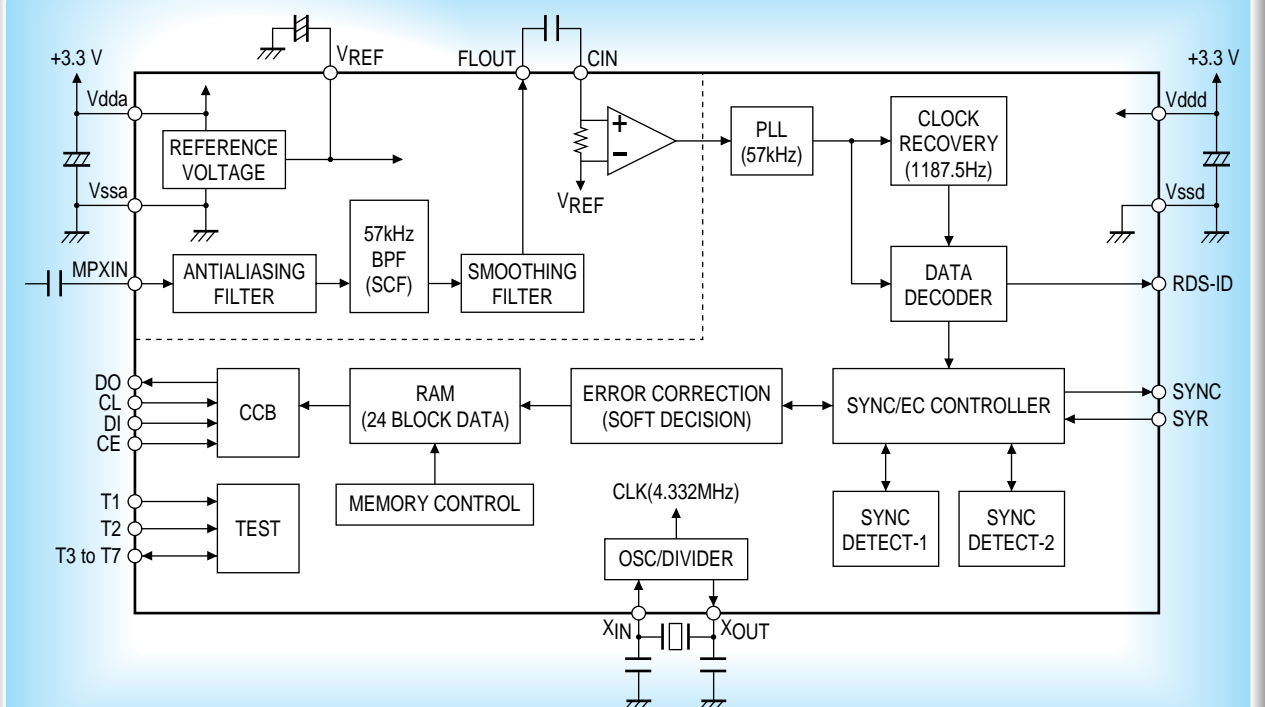 +3.3 V
VREF
FLOUT
CIN
+3.3 V
Vdda
Vddd
REFERENCE
VOLTAGE
+
−
PLL
(57kHz)
CLOCK
RECOVERY
(1187.5Hz)
Vssa
VREF
Vssd
MPXIN
ANTIALIASING
FILTER
57kHz
BPF
(SCF)
SMOOTHING
FILTER
DATA
DECODER
RDS-ID
DO
CL
DI
CE
CCB
RAM
(24 BLOCK DATA)
ERROR CORRECTION
(SOFT DECISION)
SYNC/EC CONTROLLER
SYNC
SYR
MEMORY CONTROL
CLK(4.332MHz)
T1
T2
T3 to T7
TEST
OSC/DIVIDER
SYNC
DETECT-1
SYNC
DETECT-2
XIN
XOUT